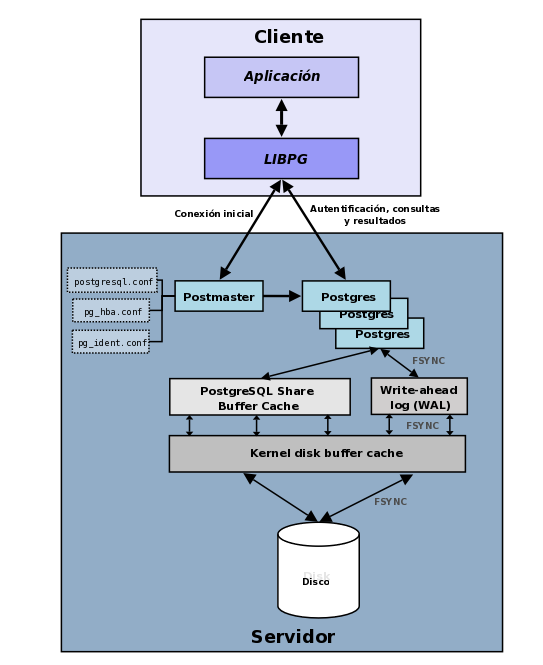 Cliente
Aplicación
LIBPG
Conexión inicial
Autentificación, consultas
y resultados
postgresql.conf
pg_hba.conf
pg_ident.conf
Postmaster
Postgres
Postgres
Postgres
FSYNC
PostgreSQL Share
Buffer Cache
Write-ahead
log (WAL)
FSYNC
Kernel disk buffer cache
FSYNC
Disk
Disco
Servidor